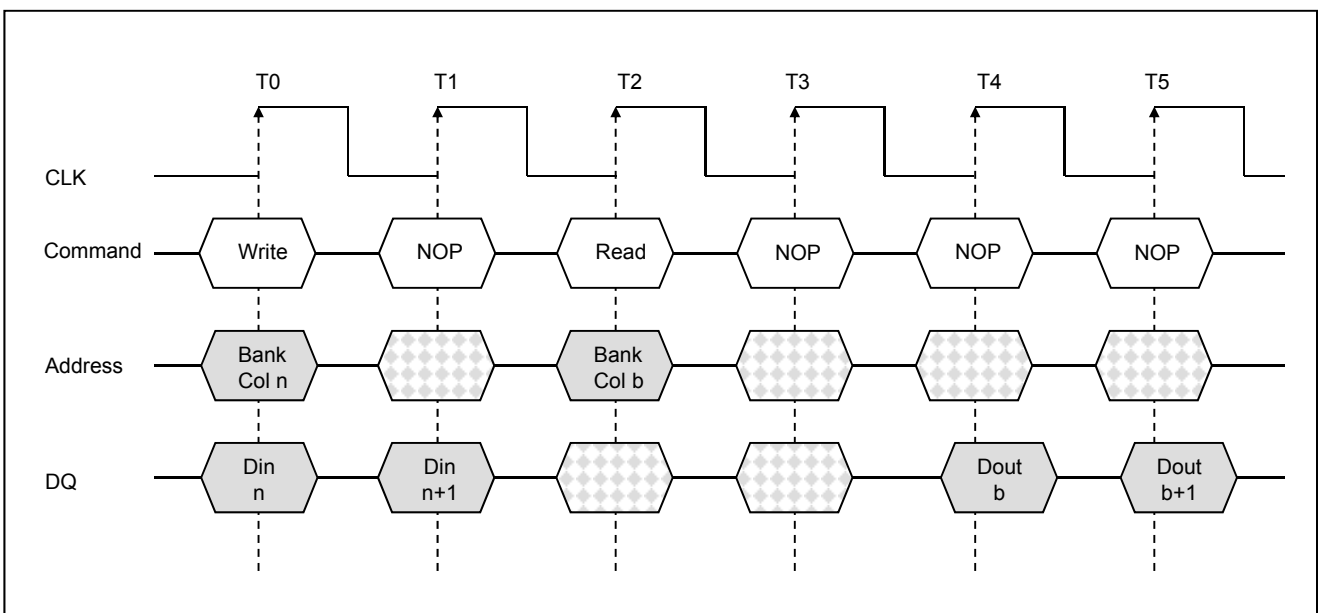 T0 T1 T2 T3 T4 T5
CLK
Command Write NOP Read NOP NOP NOP
Address Bank Col n Bank Col b
DQ Din n Din n+1 Dout b Dout b+1